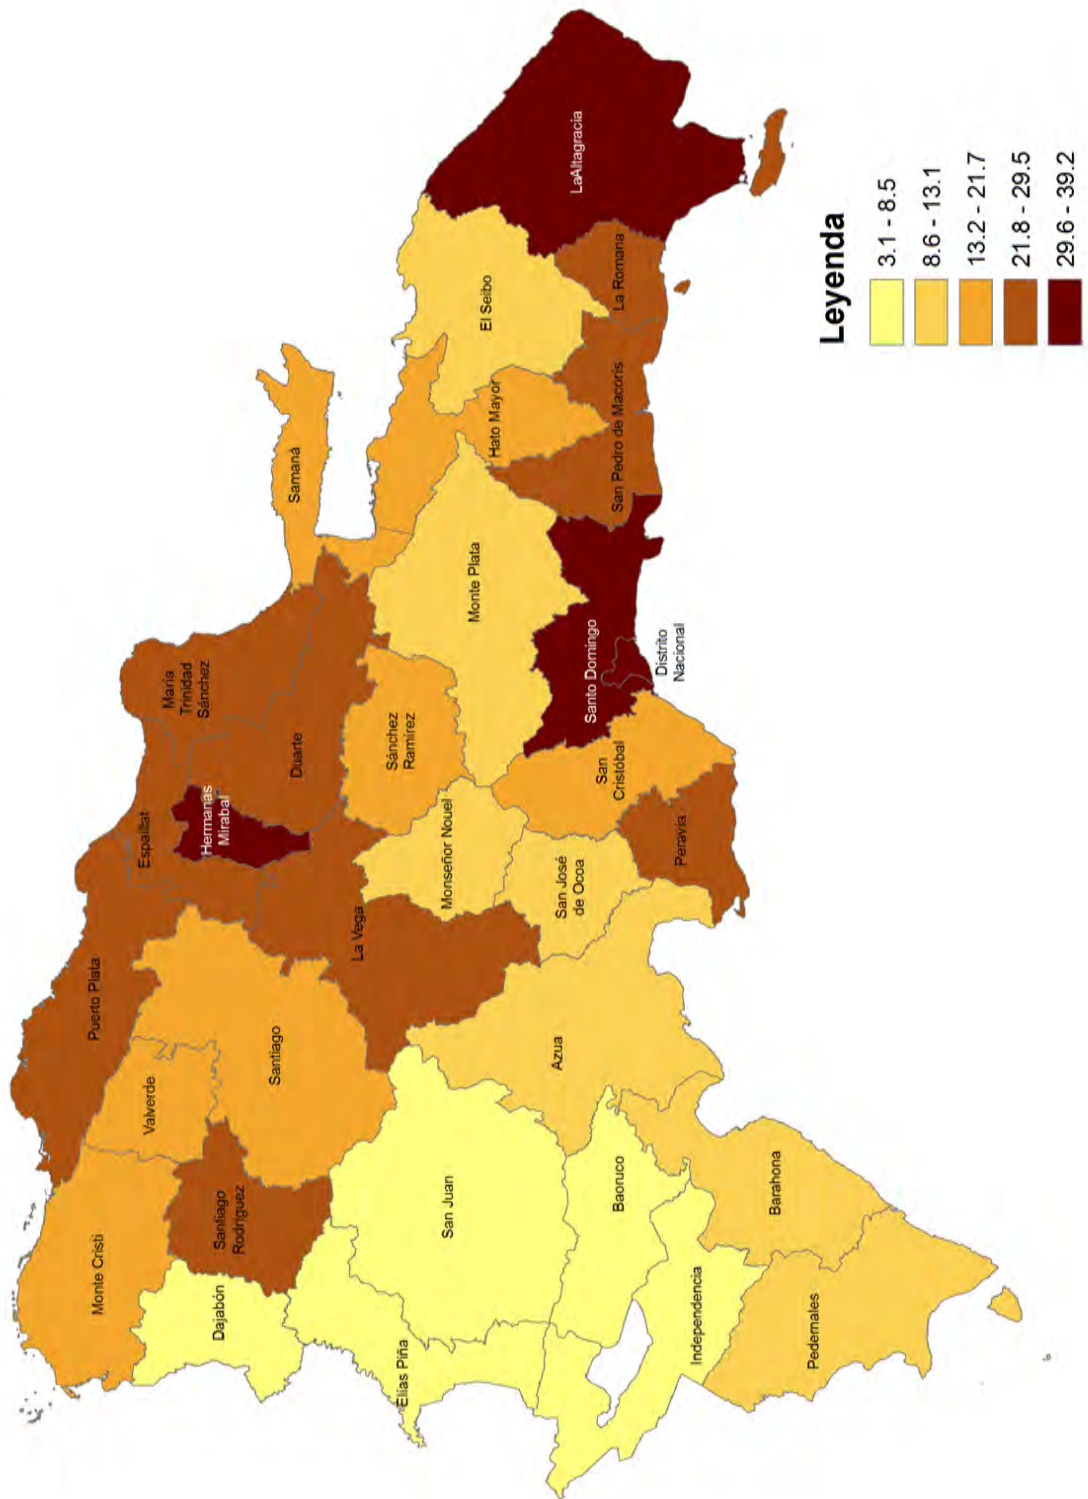 Puerto Plata
Espaillat
María
Trinidad
Sánchez
Monte Cristi
Valverde
Hermanas
Mirabal
Santiago
Rodríguez
Dajabón
Santiago
Duarte
Samaná
La Vega
Sánchez
Ramírez
Elías Piña
San Juan
Monseñor Nouel
Monte Plata
Hato Mayor
El Seibo
LaAltagracia
Azua
San José
de Ocoa
San
Cristóbal
Santo Domingo
Distrito
Nacional
San Pedro de Macorís
La Romana
Baoruco
Peravia
Independencia
Barahona
Pedernales
Leyenda
3.1 - 8.5
8.6 - 13.1
13.2 - 21.7
21.8 - 29.5
29.6 - 39.2